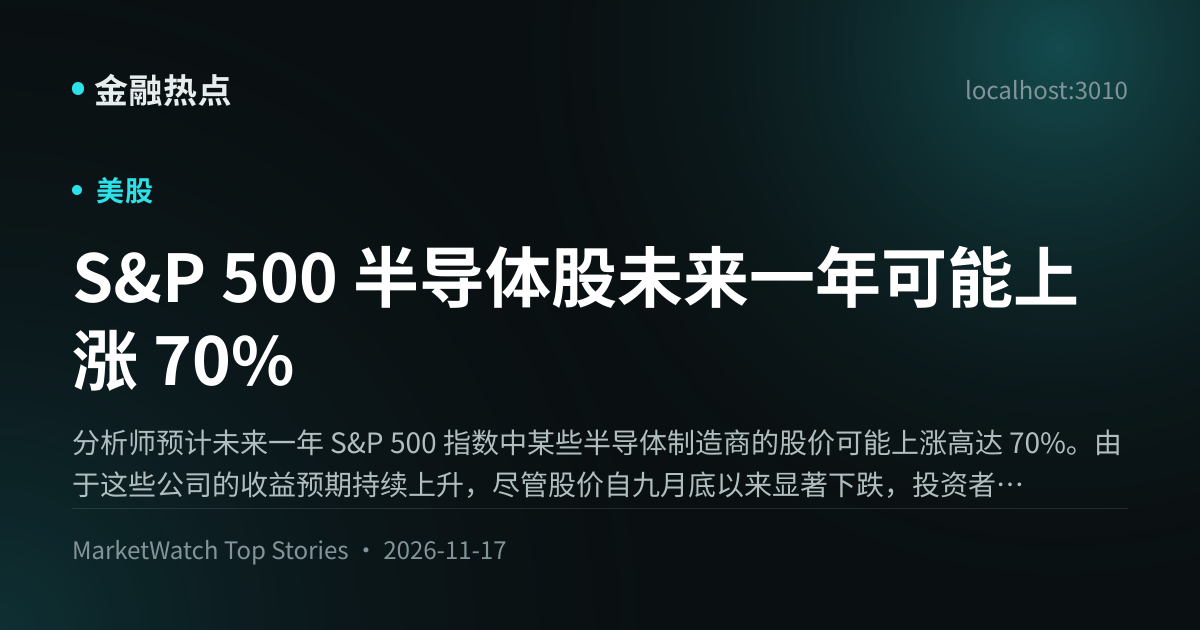 金融热点
localhost:3010
美股
S&P 500 半导体股未来一年可能上
涨 70%
分析师预计未来一年 S&P 500 指数中某些半导体制造商的股价可能上涨高达 70%。由
于这些公司的收益预期持续上升，尽管股价自九月底以来显著下跌，投资者…
MarketWatch Top Stories · 2026-11-17